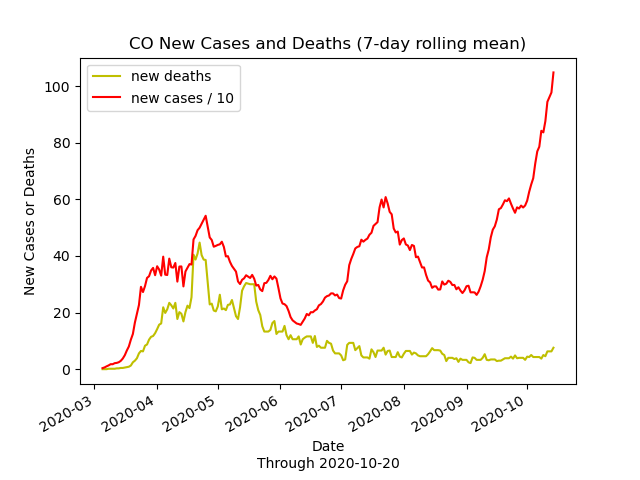 CO New Cases and Deaths (7-day rolling mean)
new deaths
new cases / 10
New Cases or Deaths
100
80
60
40
20
0
2020-03
2020-04
2020-05
2020-06
2020-07
2020-08
2020-09
2020-10
Date
Through 2020-10-20